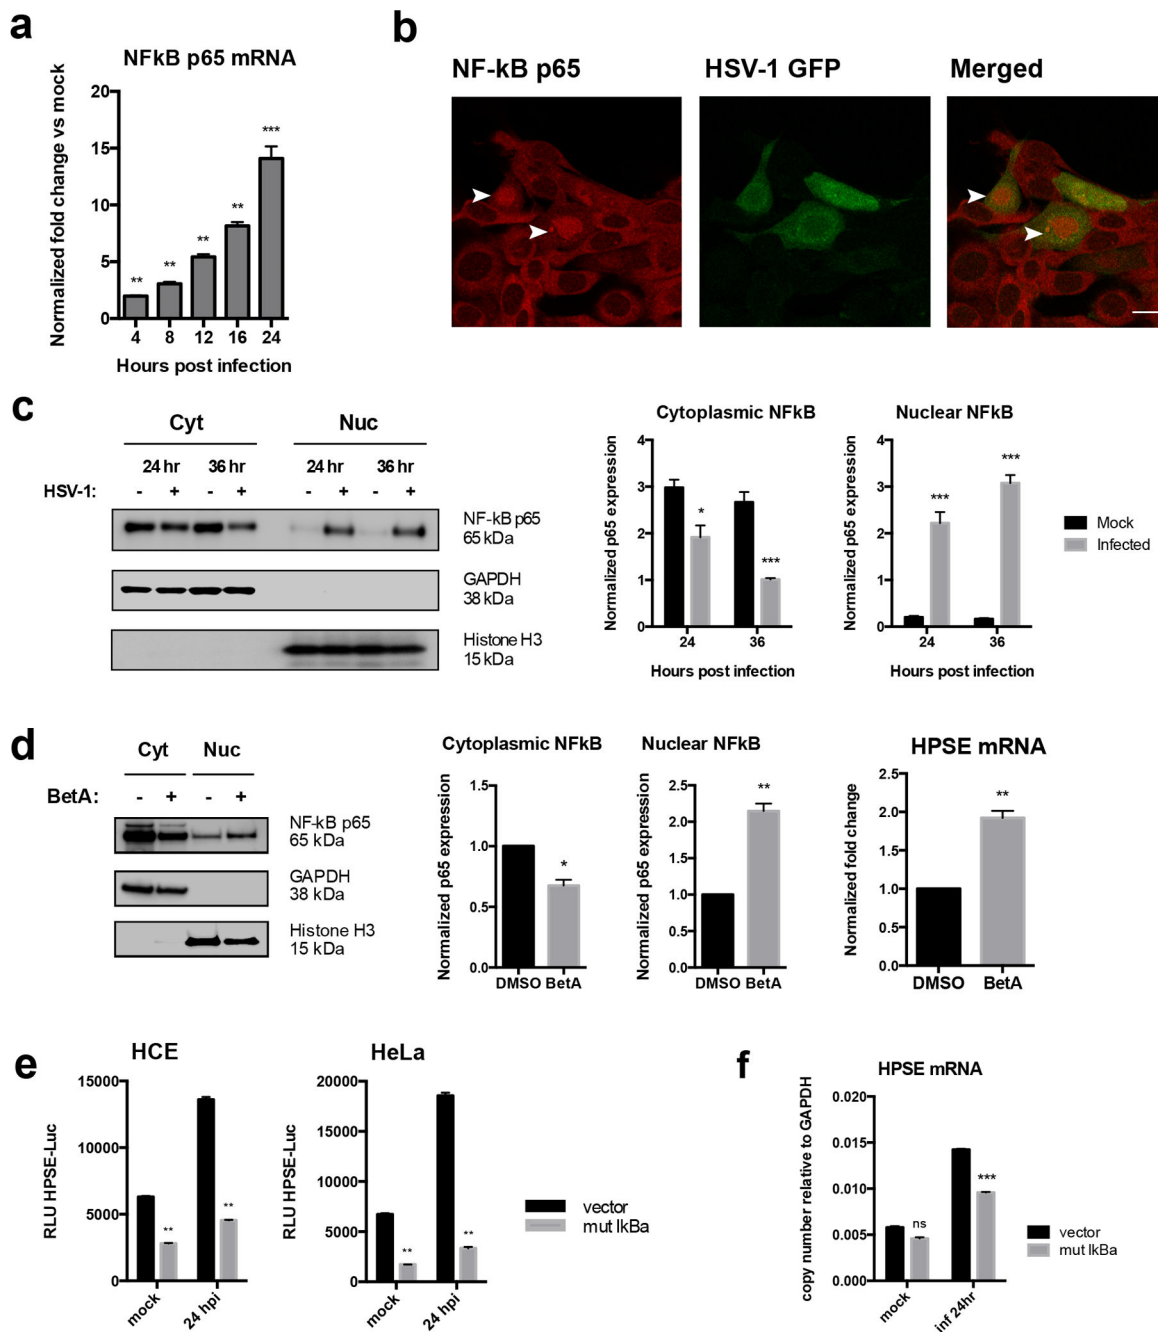 a
NFkB p65 mRNA
Normalized fold change vs mock
20
15
10
5
0
** ** ** ** ***
4 8 12 16 24
Hours post infection
b
NF-kB p65 HSV-1 GFP Merged
c
Cyt Nuc
24 hr 36 hr 24 hr 36 hr
HSV-1: - + - + - + - +
NF-kB p65
65 kDa
GAPDH
38 kDa
Histone H3
15 kDa
Cytoplasmic NFkB
Normalized p65 expression
4
3
2
1
0
* ***
24 36
Hours post infection
Nuclear NFkB
Normalized p65 expression
4
3
2
1
0
*** ***
24 36
Hours post infection
Mock
Infected
d
Cyt Nuc
BetA: - + - +
NF-kB p65
65 kDa
GAPDH
38 kDa
Histone H3
15 kDa
Cytoplasmic NFkB
Normalized p65 expression
1.5
1.0
0.5
0.0
*
DMSO BetA
Nuclear NFkB
Normalized p65 expression
2.5
2.0
1.5
1.0
0.5
0.0
**
DMSO BetA
HPSE mRNA
Normalized fold change
2.5
2.0
1.5
1.0
0.5
0.0
**
DMSO BetA
e
HCE
RLU HPSE-Luc
15000
10000
5000
0
** **
mock 24 hpi
HeLa
RLU HPSE-Luc
20000
15000
10000
5000
0
** **
mock 24 hpi
vector
mut IkBa
f
HPSE mRNA
copy number relative to GAPDH
0.020
0.015
0.010
0.005
0.000
ns ***
mock inf 24hr
vector
mut IkBa